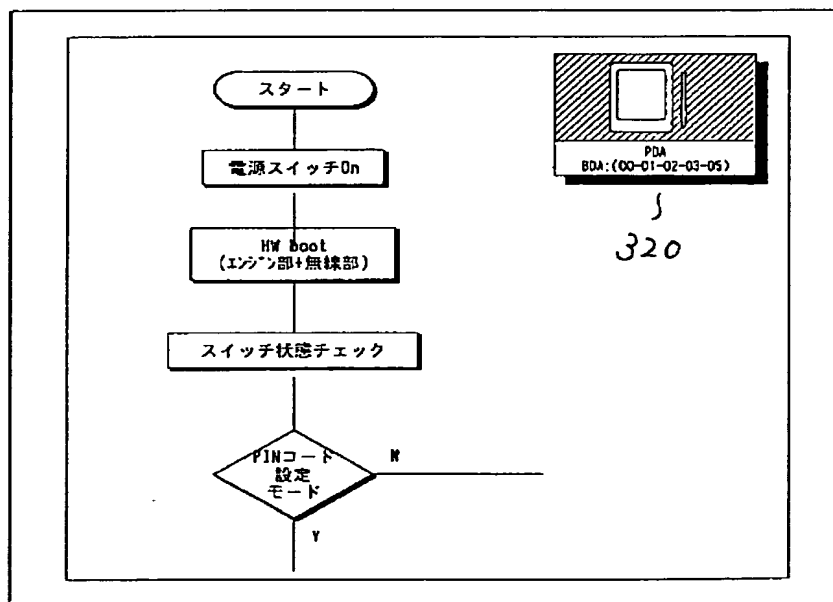 スタート
電源スイッチOn
HW boot
(エンジン部+無線部)
スイッチ状態チェック
PINコード
設定
モード
N
Y
PDA
BDA:(00-01-02-03-05)
320